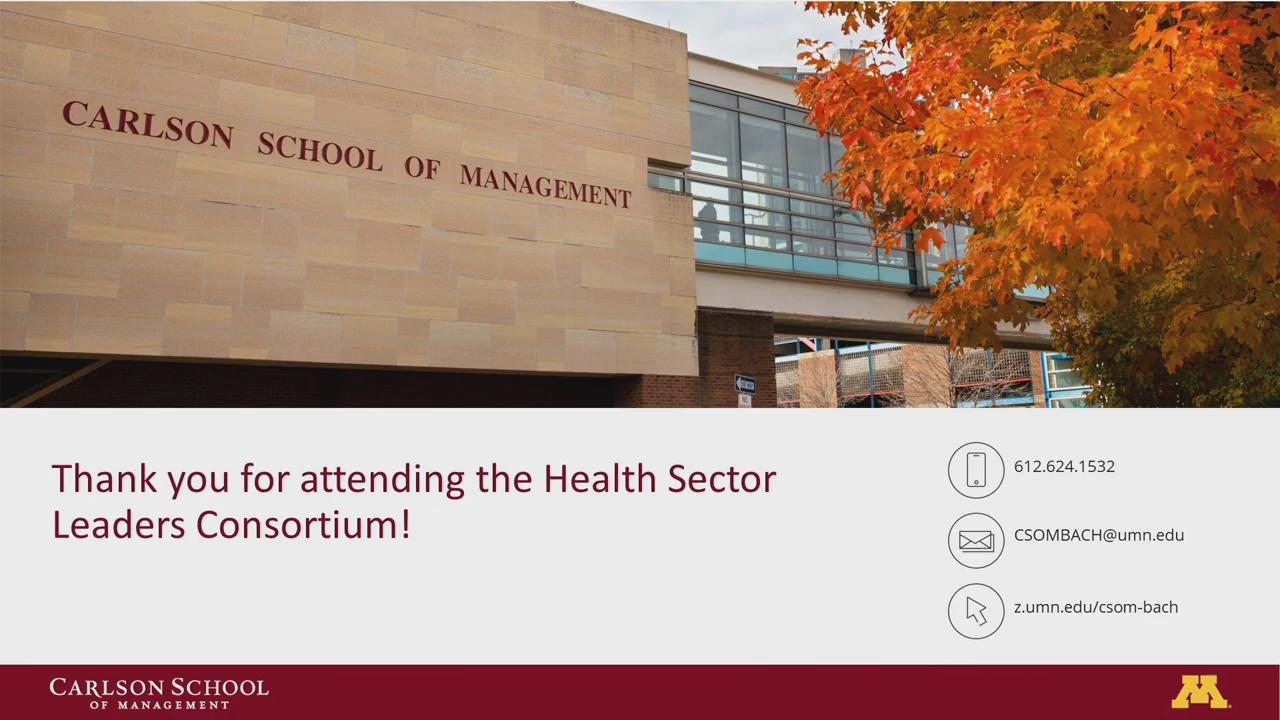 CARLSON SCHOOL OF MANAGEMENT
Thank you for attending the Health Sector
Leaders Consortium!
612.624.1532
CSOMBACH@umn.edu
z.umn.edu/csom-bach
CARLSON SCHOOL
OF MANAGEMENT
M